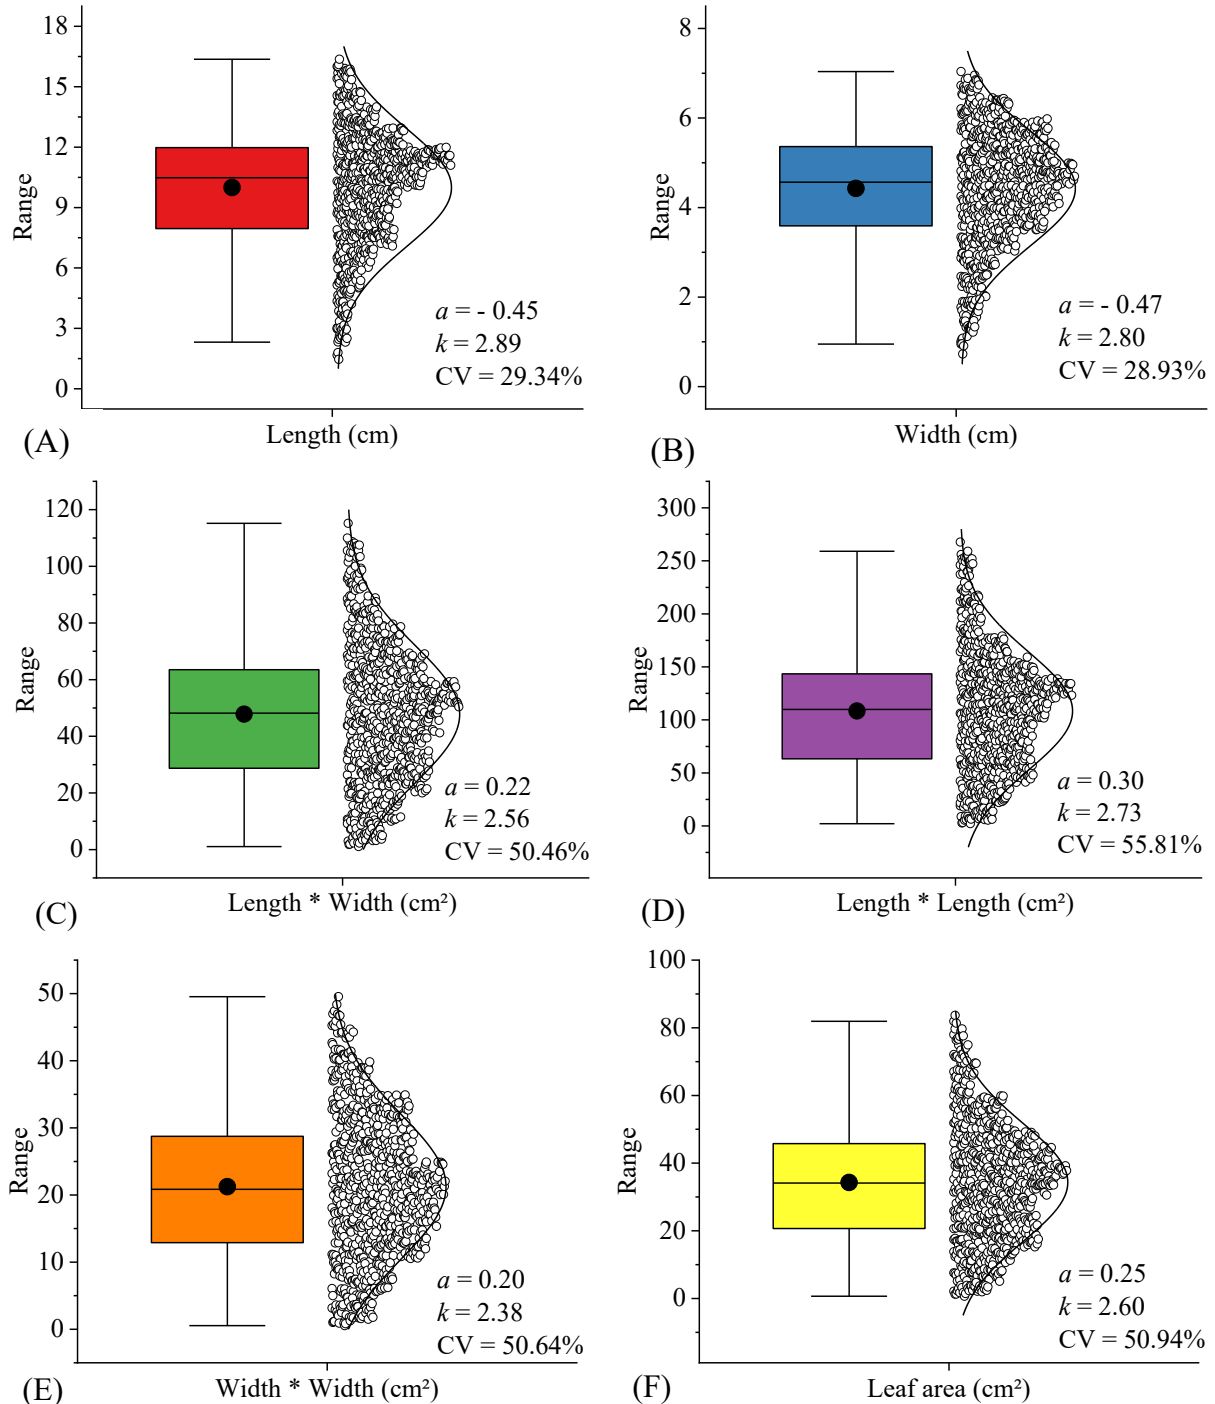 18
15
12
9
6
3
0
Range
a = - 0.45
k = 2.89
CV = 29.34%
Length (cm)
(A)
8
6
4
2
0
Range
a = - 0.47
k = 2.80
CV = 28.93%
Width (cm)
(B)
120
100
80
60
40
20
0
Range
a = 0.22
k = 2.56
CV = 50.46%
Length * Width (cm²)
(C)
300
250
200
150
100
50
0
Range
a = 0.30
k = 2.73
CV = 55.81%
Length * Length (cm²)
(D)
50
40
30
20
10
0
Range
a = 0.20
k = 2.38
CV = 50.64%
Width * Width (cm²)
(E)
100
80
60
40
20
0
Range
a = 0.25
k = 2.60
CV = 50.94%
Leaf area (cm²)
(F)